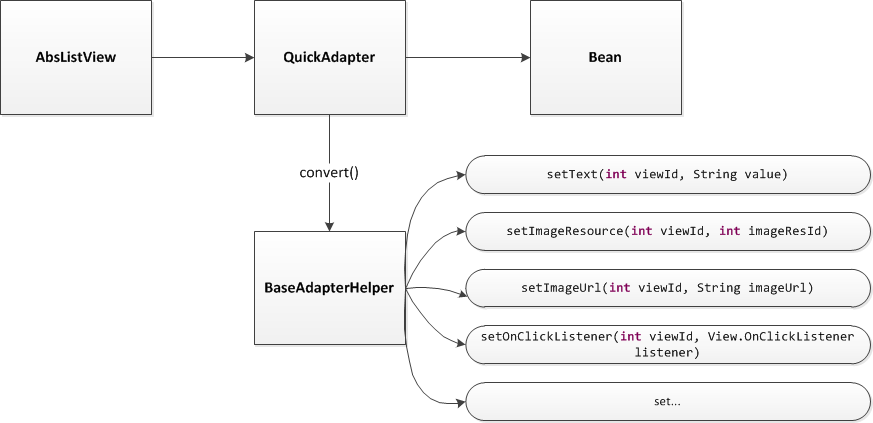 AbsListView
QuickAdapter
Bean
convert()
BaseAdapterHelper
setText(int viewId, String value)
setImageResource(int viewId, int imageResId)
setImageUrl(int viewId, String imageUrl)
setOnClickListener(int viewId, View.OnClickListener
listener)
set...